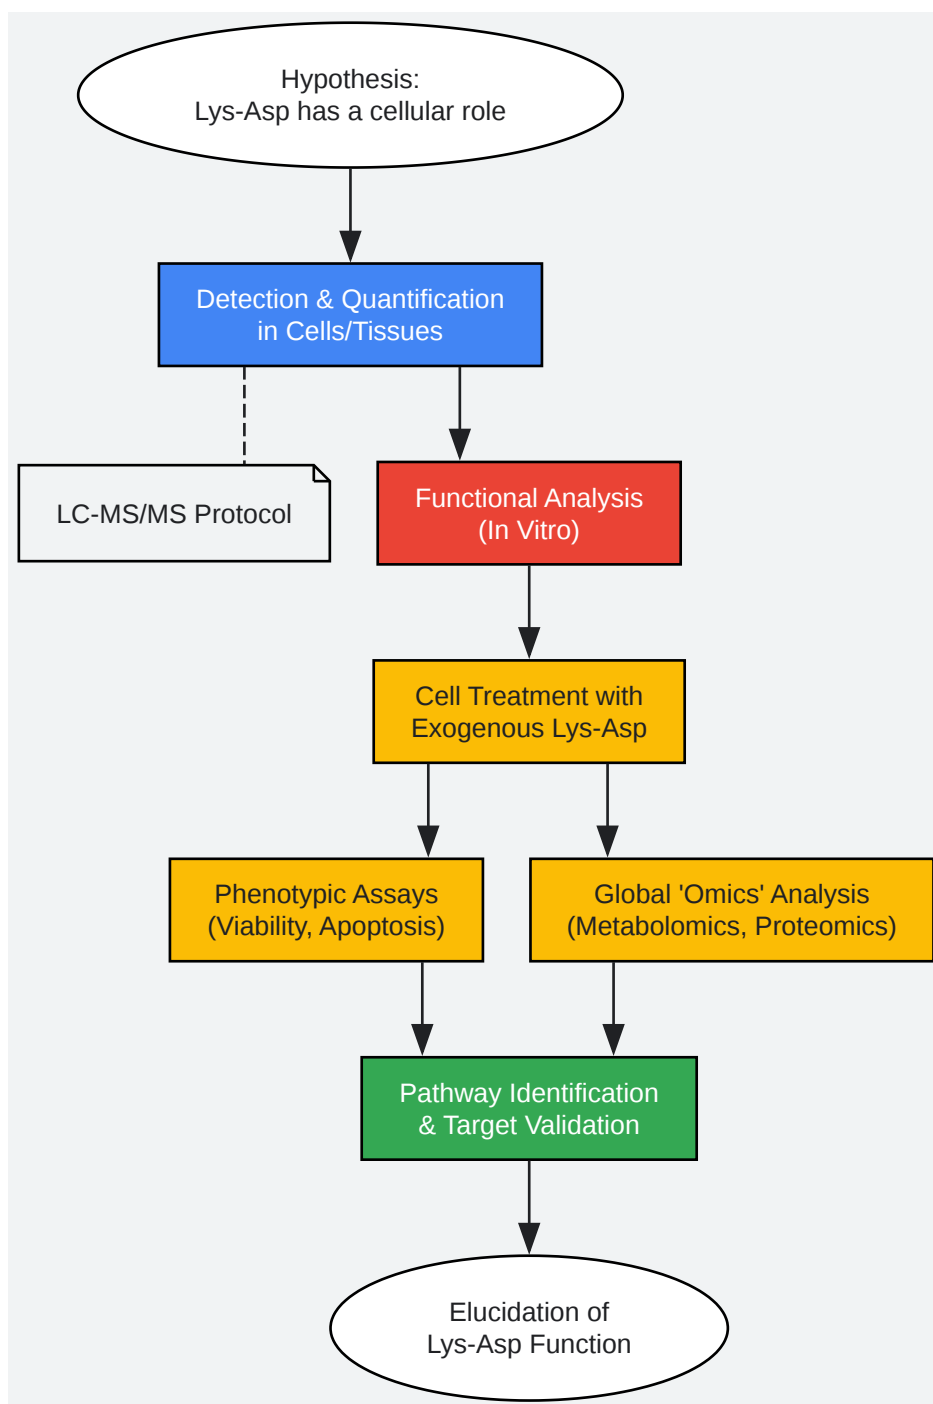 Hypothesis:
Lys-Asp has a cellular role
Detection & Quantification
in Cells/Tissues
LC-MS/MS Protocol
Functional Analysis
(In Vitro)
Cell Treatment with
Exogenous Lys-Asp
Phenotypic Assays
(Viability, Apoptosis)
Global 'Omics' Analysis
(Metabolomics, Proteomics)
Pathway Identification
& Target Validation
Elucidation of
Lys-Asp Function